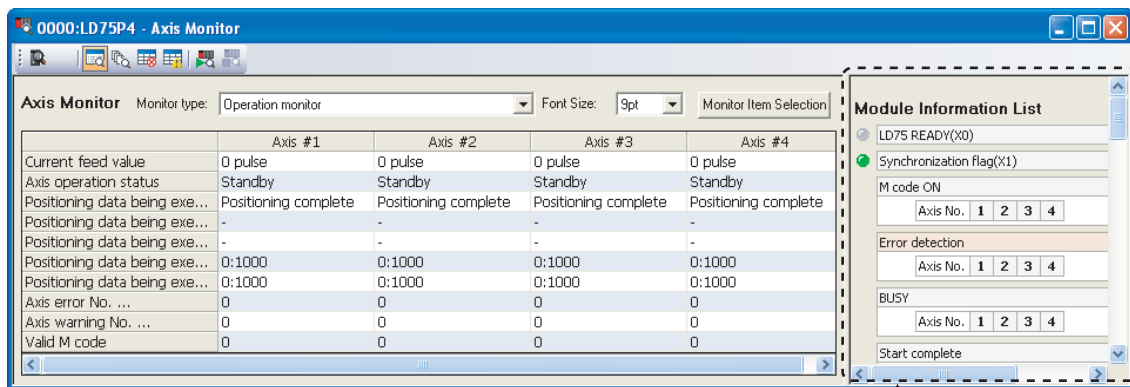 0000:LD75P4 - Axis Monitor
Axis Monitor Monitor type: Operation monitor Font Size: 9pt Monitor Item Selection
Axis #1 Axis #2 Axis #3 Axis #4
Current feed value 0 pulse 0 pulse 0 pulse 0 pulse
Axis operation status Standby Standby Standby Standby
Positioning data being exe... Positioning complete Positioning complete Positioning complete Positioning complete
Positioning data being exe... - - - -
Positioning data being exe... - - - -
Positioning data being exe... 0:1000 0:1000 0:1000 0:1000
Positioning data being exe... 0:1000 0:1000 0:1000 0:1000
Axis error No. ... 0 0 0 0
Axis warning No. ... 0 0 0 0
Valid M code 0 0 0 0
Module Information List
LD75 READY(X0)
Synchronization flag(X1)
M code ON
Axis No. 1 2 3 4
Error detection
Axis No. 1 2 3 4
BUSY
Axis No. 1 2 3 4
Start complete